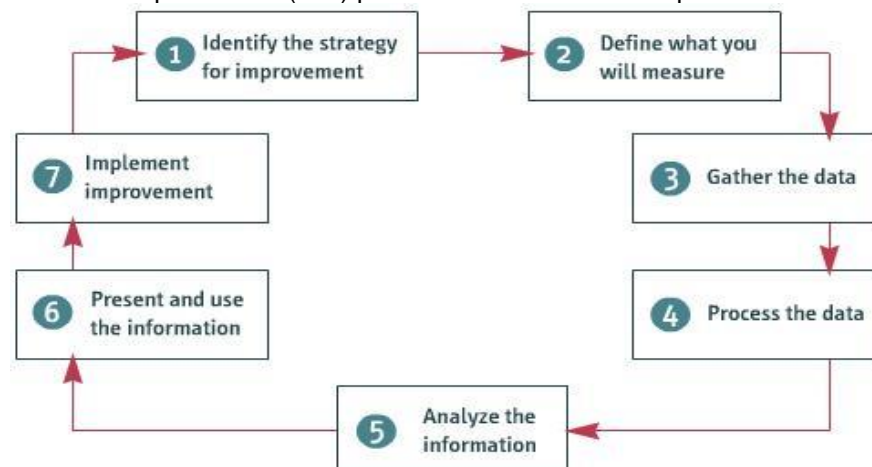 1 Identify the strategy
for improvement
2 Define what you
will measure
3 Gather the data
4 Process the data
5 Analyze the
information
6 Present and use
the information
7 Implement
improvement